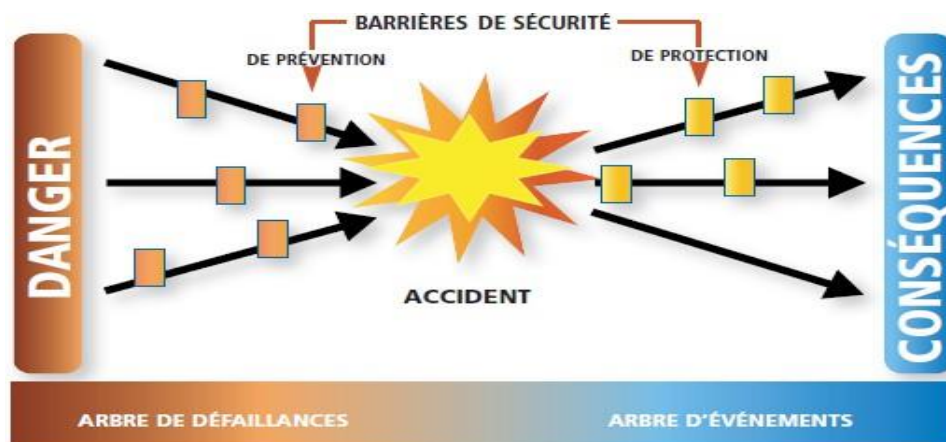 BARRIÈRES DE SÉCURITÉ
DE PRÉVENTION
DE PROTECTION
DANGER
ACCIDENT
CONSÉQUENCES
ARBRE DE DÉFAILLANCES
ARBRE D'ÉVÉNEMENTS